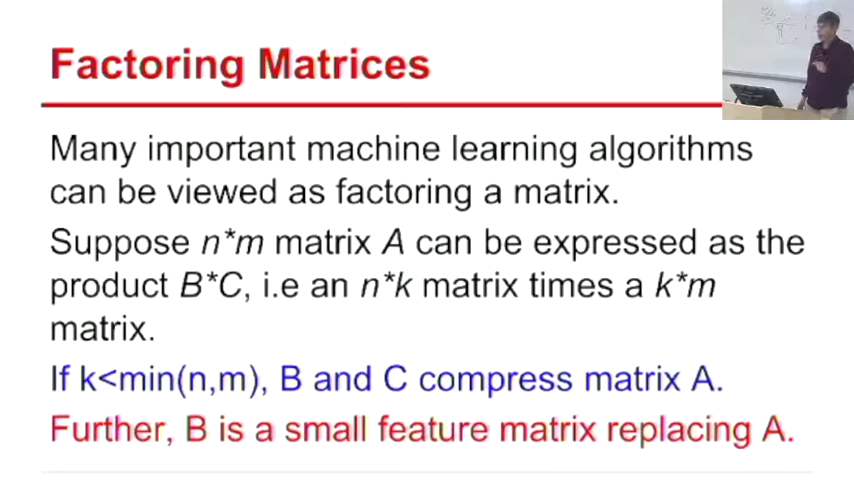 Factoring Matrices
Many important machine learning algorithms
can be viewed as factoring a matrix.
Suppose n*m matrix A can be expressed as the
product B*C, i.e an n*k matrix times a k*m
matrix.
If k<min(n,m), B and C compress matrix A.
Further, B is a small feature matrix replacing A.